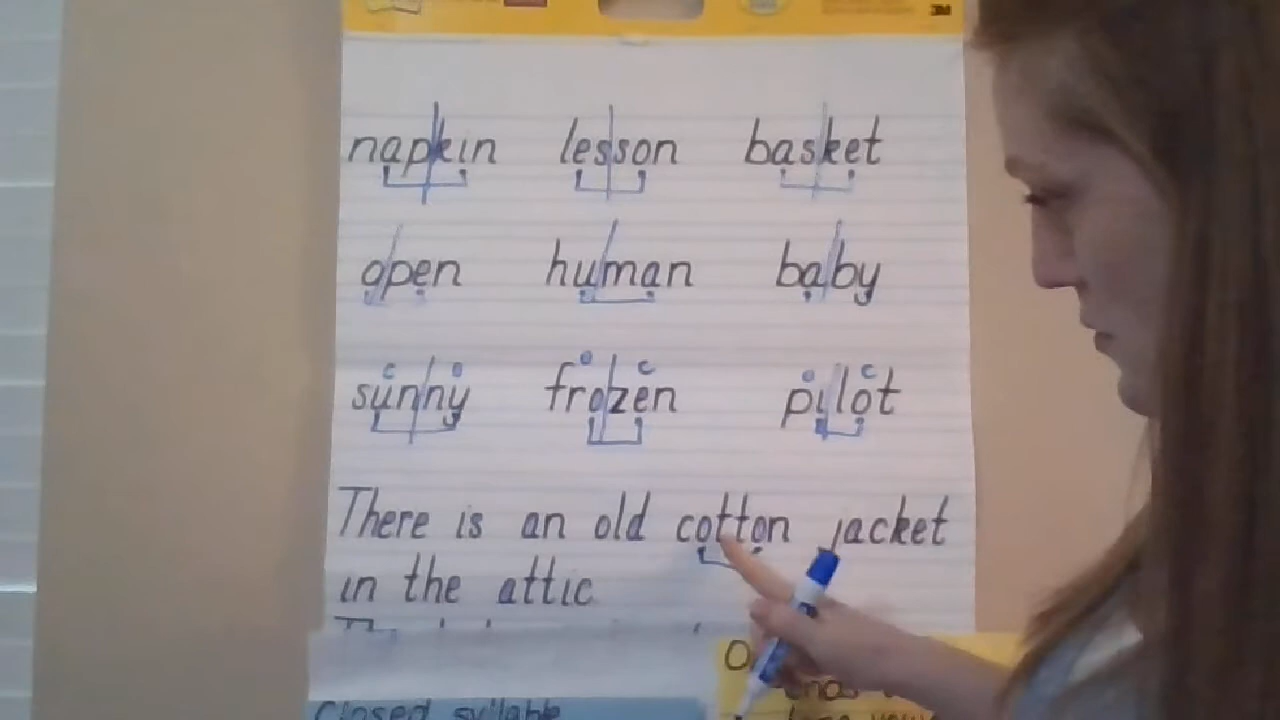 3M
napkin lesson basket
open human baby
c o o c o c
sunny frozen pilot
There is an old cotton jacket
in the attic
Closed syllable